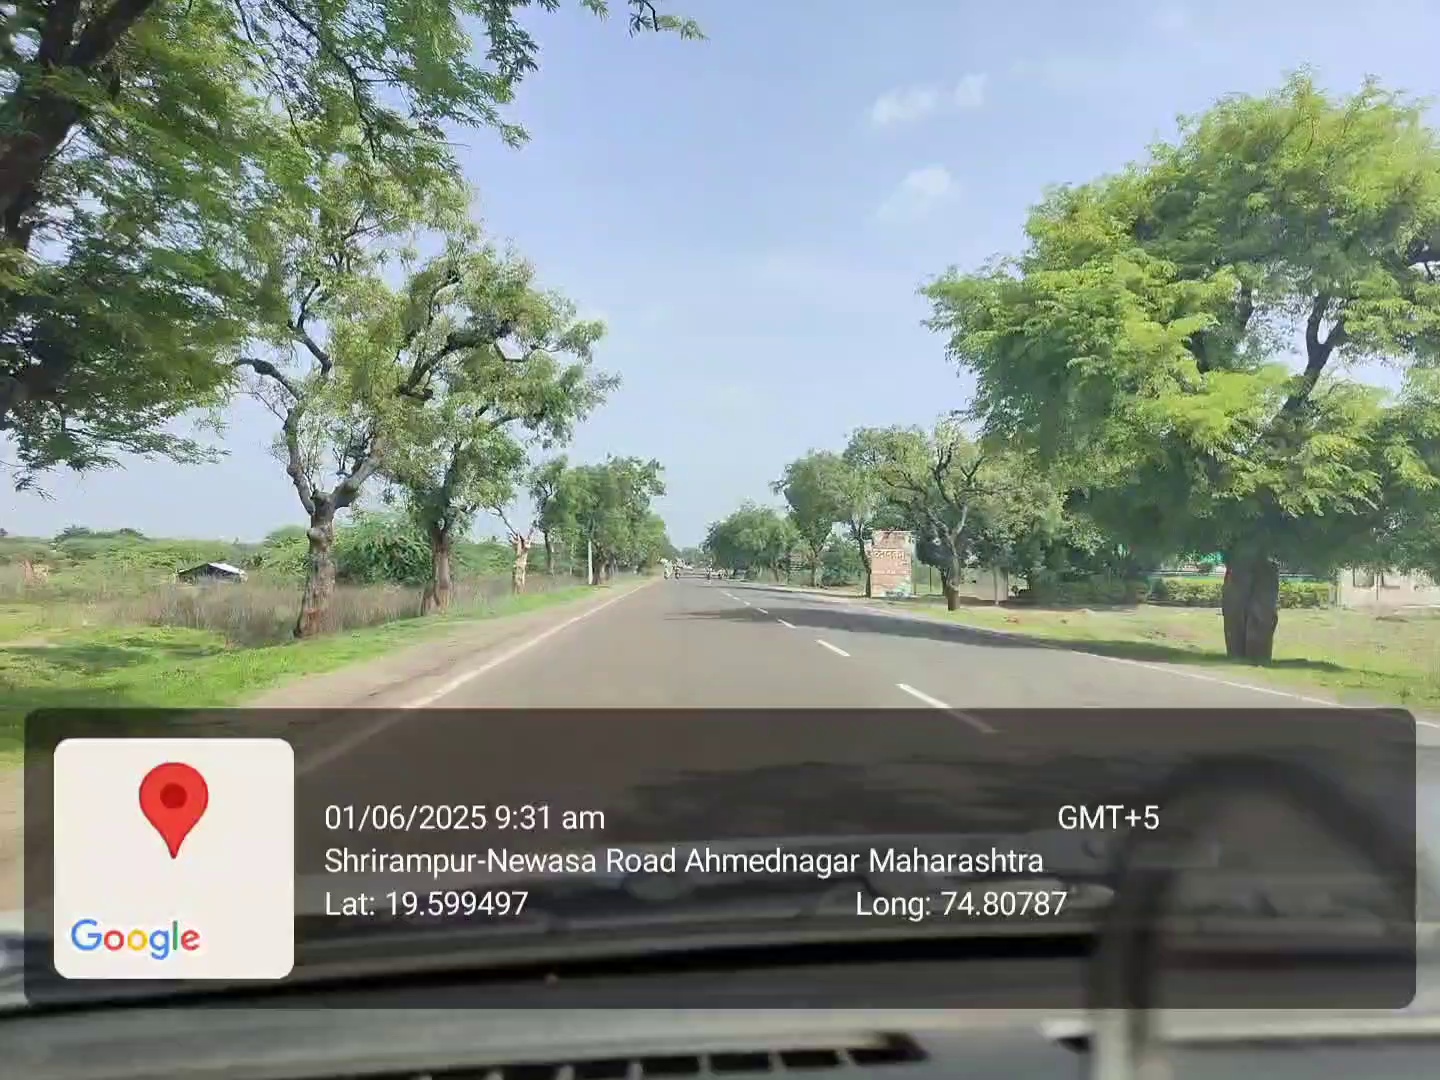 01/06/2025 9:31 am GMT+5
Shrirampur-Newasa Road Ahmednagar Maharashtra
Lat: 19.599497 Long: 74.80787
Google